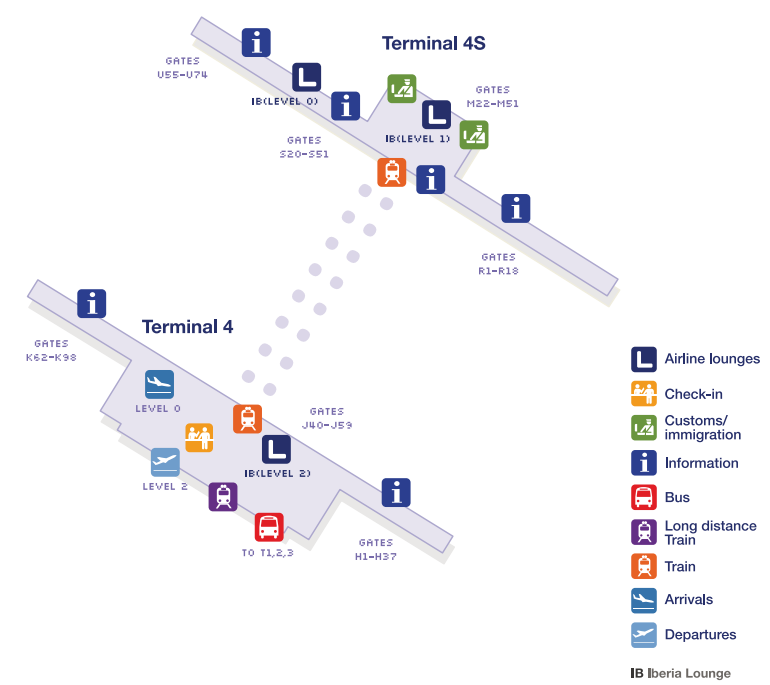 Terminal 4S
GATES
U55-U74
IB(LEVEL 0)
GATES
M22-M51
IB(LEVEL 1)
GATES
S20-S51
GATES
R1-R18
Terminal 4
GATES
K62-K98
LEVEL 0
GATES
J40-J59
IB(LEVEL 2)
LEVEL 2
TO T1,2,3
GATES
H1-H37
Airline lounges
Check-in
Customs/
immigration
Information
Bus
Long distance
Train
Train
Arrivals
Departures
IB Iberia Lounge